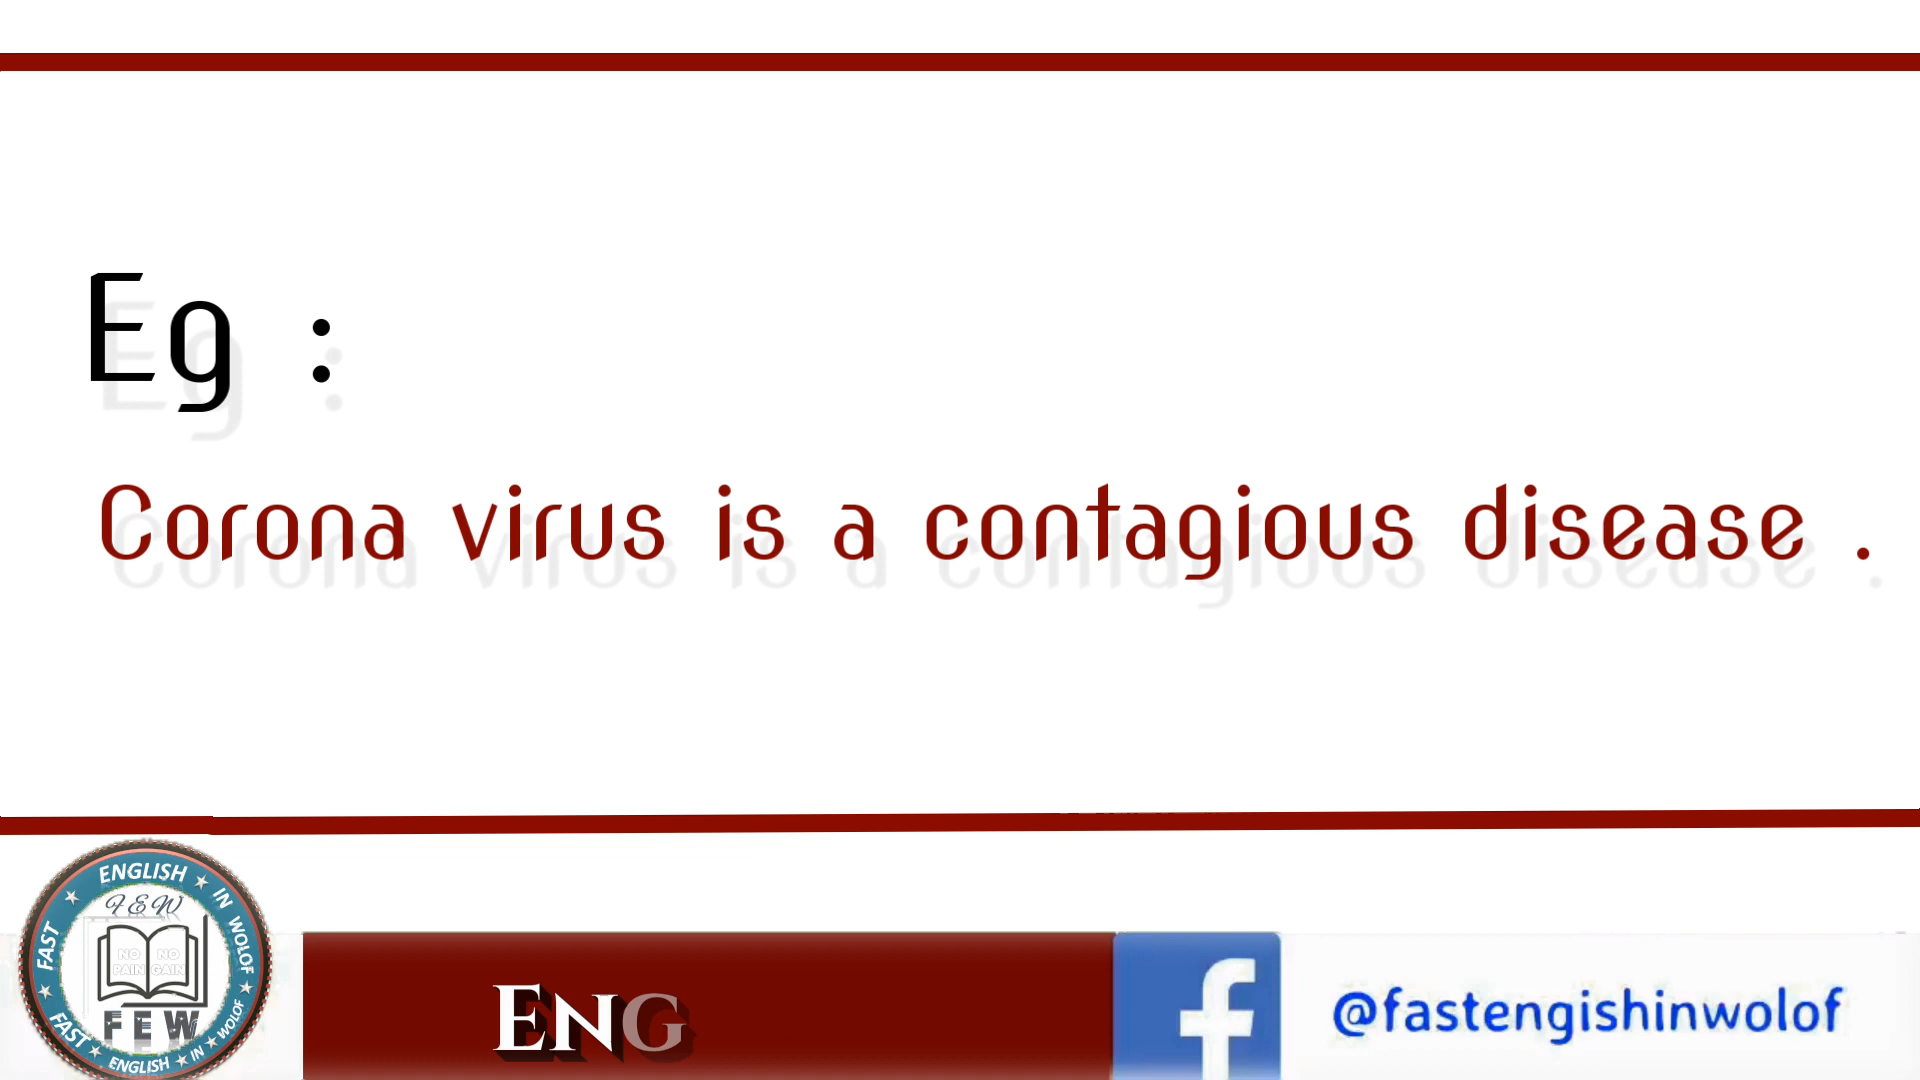 Eg :
Corona virus is a contagious disease .
ENGLISH
IN WOLOF
FAST
F E W
NO NO
PAIN GAIN
FEW
FAST
ENGLISH
IN
WOLOF
ENG
f
@fastengishinwolof